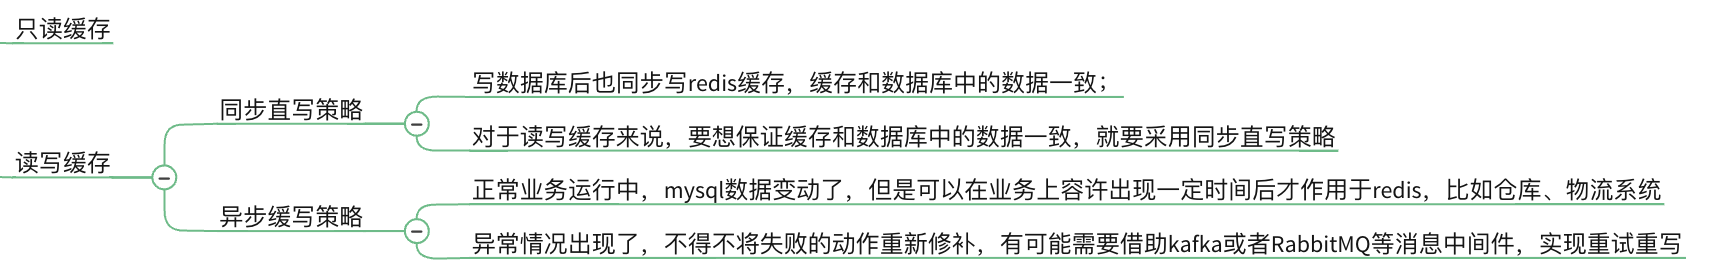 只读缓存
读写缓存
同步直写策略
写数据库后也同步写redis缓存，缓存和数据库中的数据一致；
对于读写缓存来说，要想保证缓存和数据库中的数据一致，就要采用同步直写策略
异步缓写策略
正常业务运行中，mysql数据变动了，但是可以在业务上容许出现一定时间后才作用于redis，比如仓库、物流系统
异常情况出现了，不得不将失败的动作重新修补，有可能需要借助kafka或者RabbitMQ等消息中间件，实现重试重写